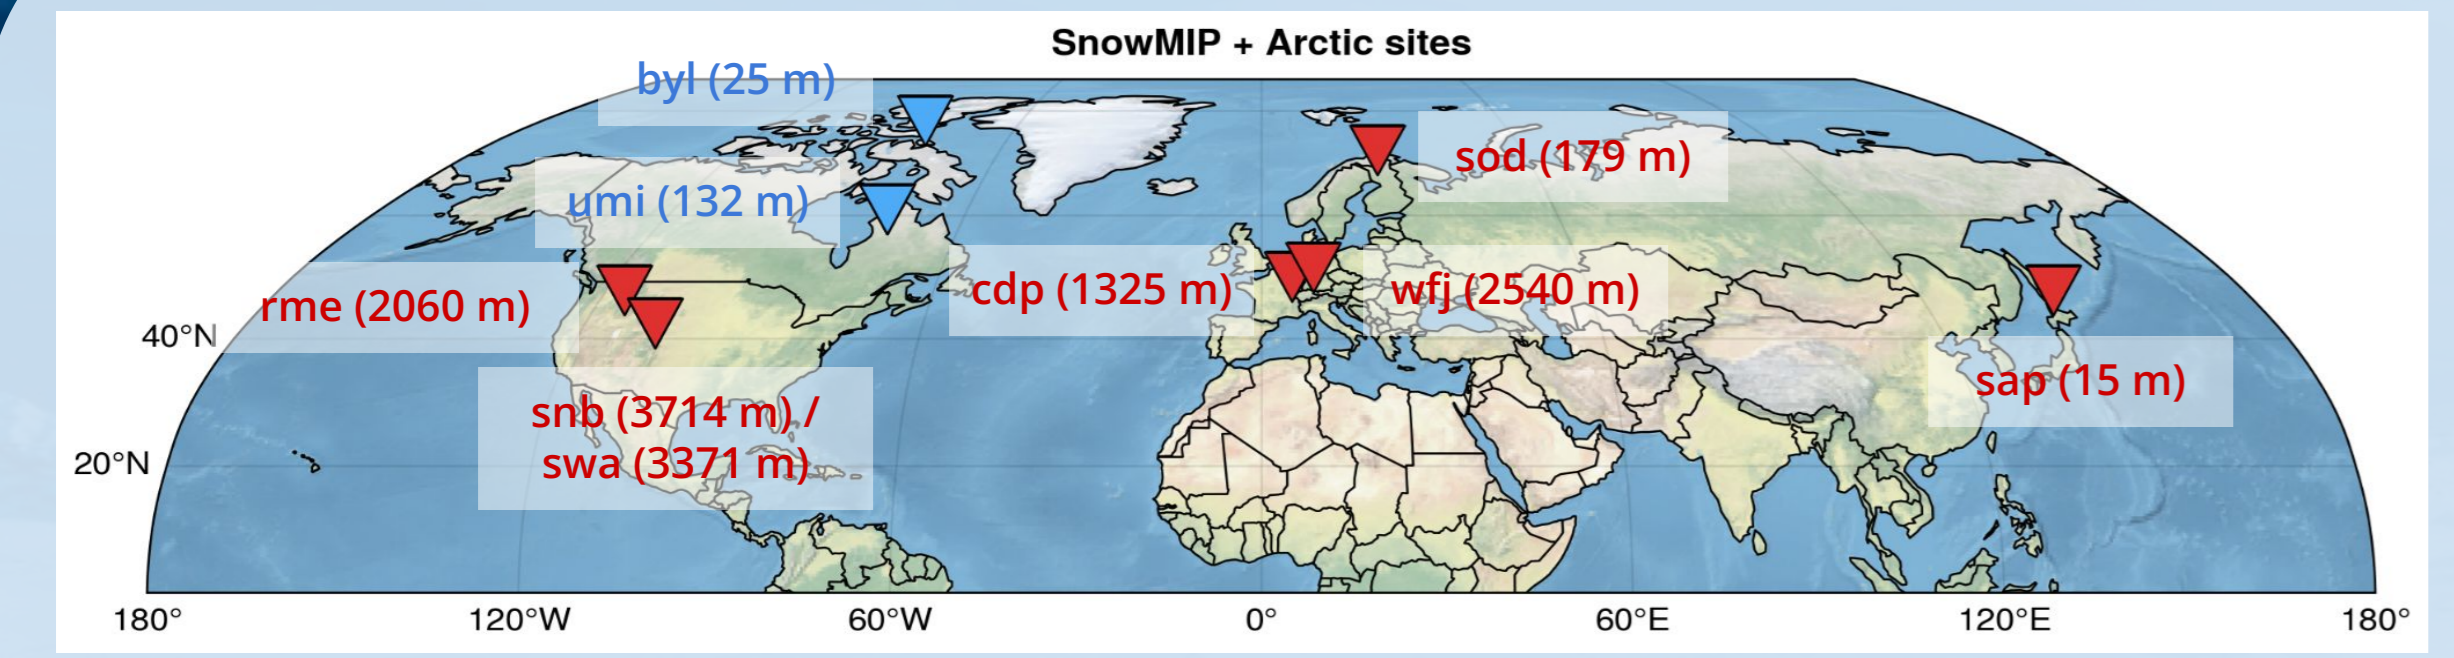 SnowMIP + Arctic sites
byl (25 m)
sod (179 m)
umi (132 m)
rme (2060 m)
cdp (1325 m)
wfj (2540 m)
40°N
sap (15 m)
snb (3714 m) /
swa (3371 m)
20°N
180°
120°W
60°W
0°
60°E
120°E
180°